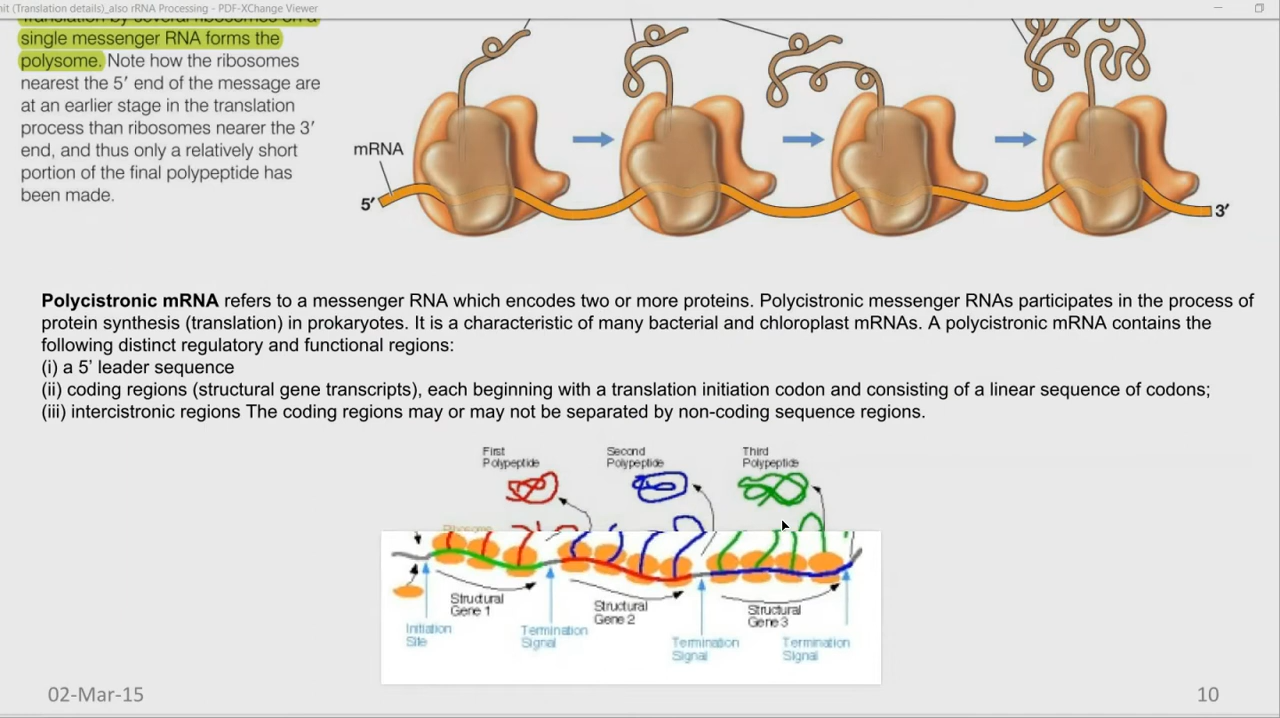 nit (Translation details)_also rRNA Processing - PDF-XChange Viewer
Translation by several ribosomes on a
single messenger RNA forms the
polysome. Note how the ribosomes
nearest the 5′ end of the message are
at an earlier stage in the translation
process than ribosomes nearer the 3′
end, and thus only a relatively short
portion of the final polypeptide has
been made.
mRNA
5′
3′
Polycistronic mRNA refers to a messenger RNA which encodes two or more proteins. Polycistronic messenger RNAs participates in the process of
protein synthesis (translation) in prokaryotes. It is a characteristic of many bacterial and chloroplast mRNAs. A polycistronic mRNA contains the
following distinct regulatory and functional regions:
(i) a 5’ leader sequence
(ii) coding regions (structural gene transcripts), each beginning with a translation initiation codon and consisting of a linear sequence of codons;
(iii) intercistronic regions The coding regions may or may not be separated by non-coding sequence regions.
First
Polypeptide
Second
Polypeptide
Third
Polypeptide
Ribosome
Structural
Gene 1
Structural
Gene 2
Structural
Gene 3
Initiation
Site
Termination
Signal
Termination
Signal
Termination
Signal
02-Mar-15
10